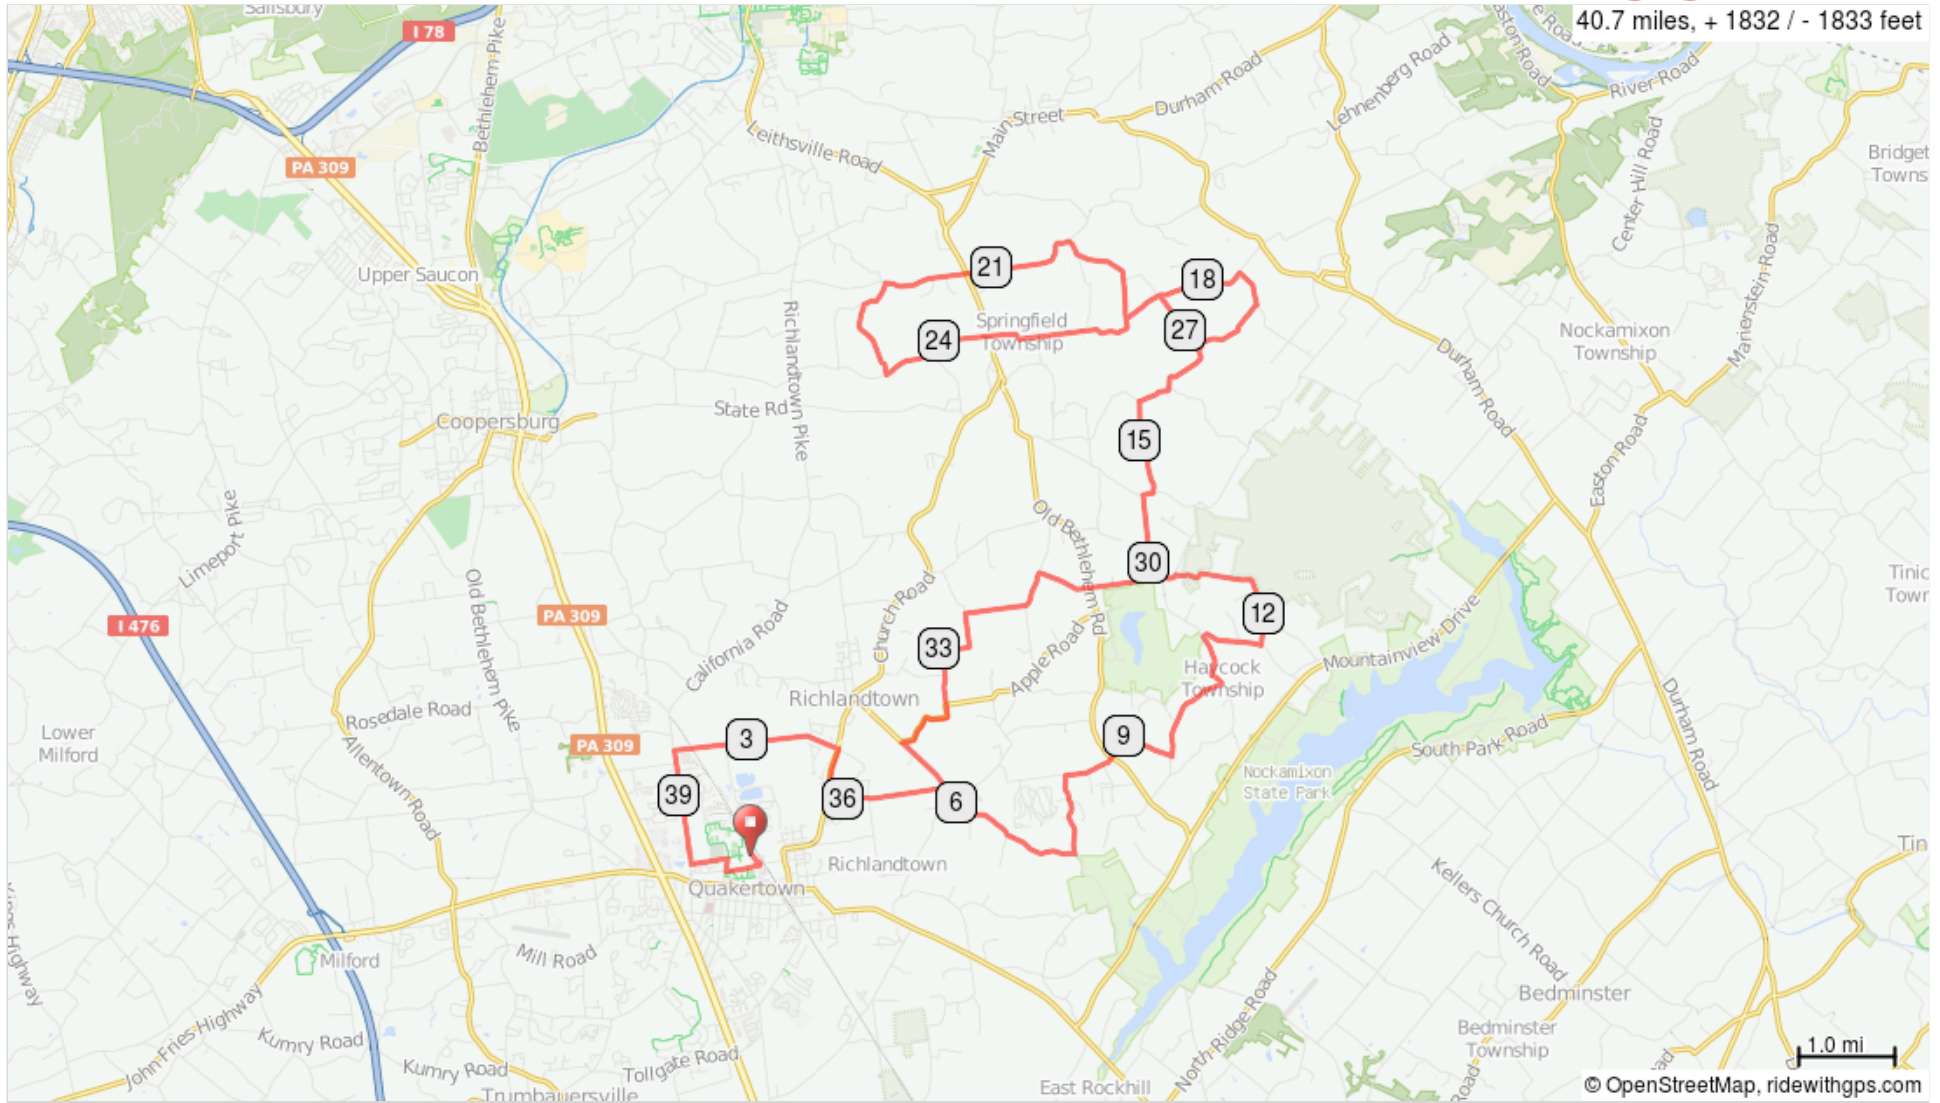 Salisbury
I 78
Bethlehem Pike
PA 309
40.7 miles, + 1832 / - 1833 feet
Easton Road
River Road
Durham Road
Lehnenberg Road
Main Street
Leithsville Road
Center Hill Road
Bridget
Towns
Marienstein Road
Upper Saucon
21
18
Richlandtown Pike
Springfield
Township
24
27
Nockamixon
Township
Durham Road
State Rd
Coopersburg
15
Easton Road
Limeport Pike
Old Bethlehem Rd
30
Old Bethlehem Pike
Tinic
Towr
I 476
PA 309
Church Road
California Road
12
33
Apple Road
Mountainview Drive
Haycock
Township
Richlandtown
Rosedale Road
Durham Road
Lower
Milford
PA 309
3
9
South Park Road
Allentown Road
Nockamixon
State Park
39
36
6
Richlandtown
Tin
Quakertown
Kellers Church Road
Kings Highway
Mill Road
Milford
Bedminster
John Fries Highway
North Ridge Road
Kumry Road
Bedminster
Township
1.0 mi
Tollgate Road
Kumry Road
Road
East Rockhill
Trumbauersville
© OpenStreetMap, ridewithgps.com